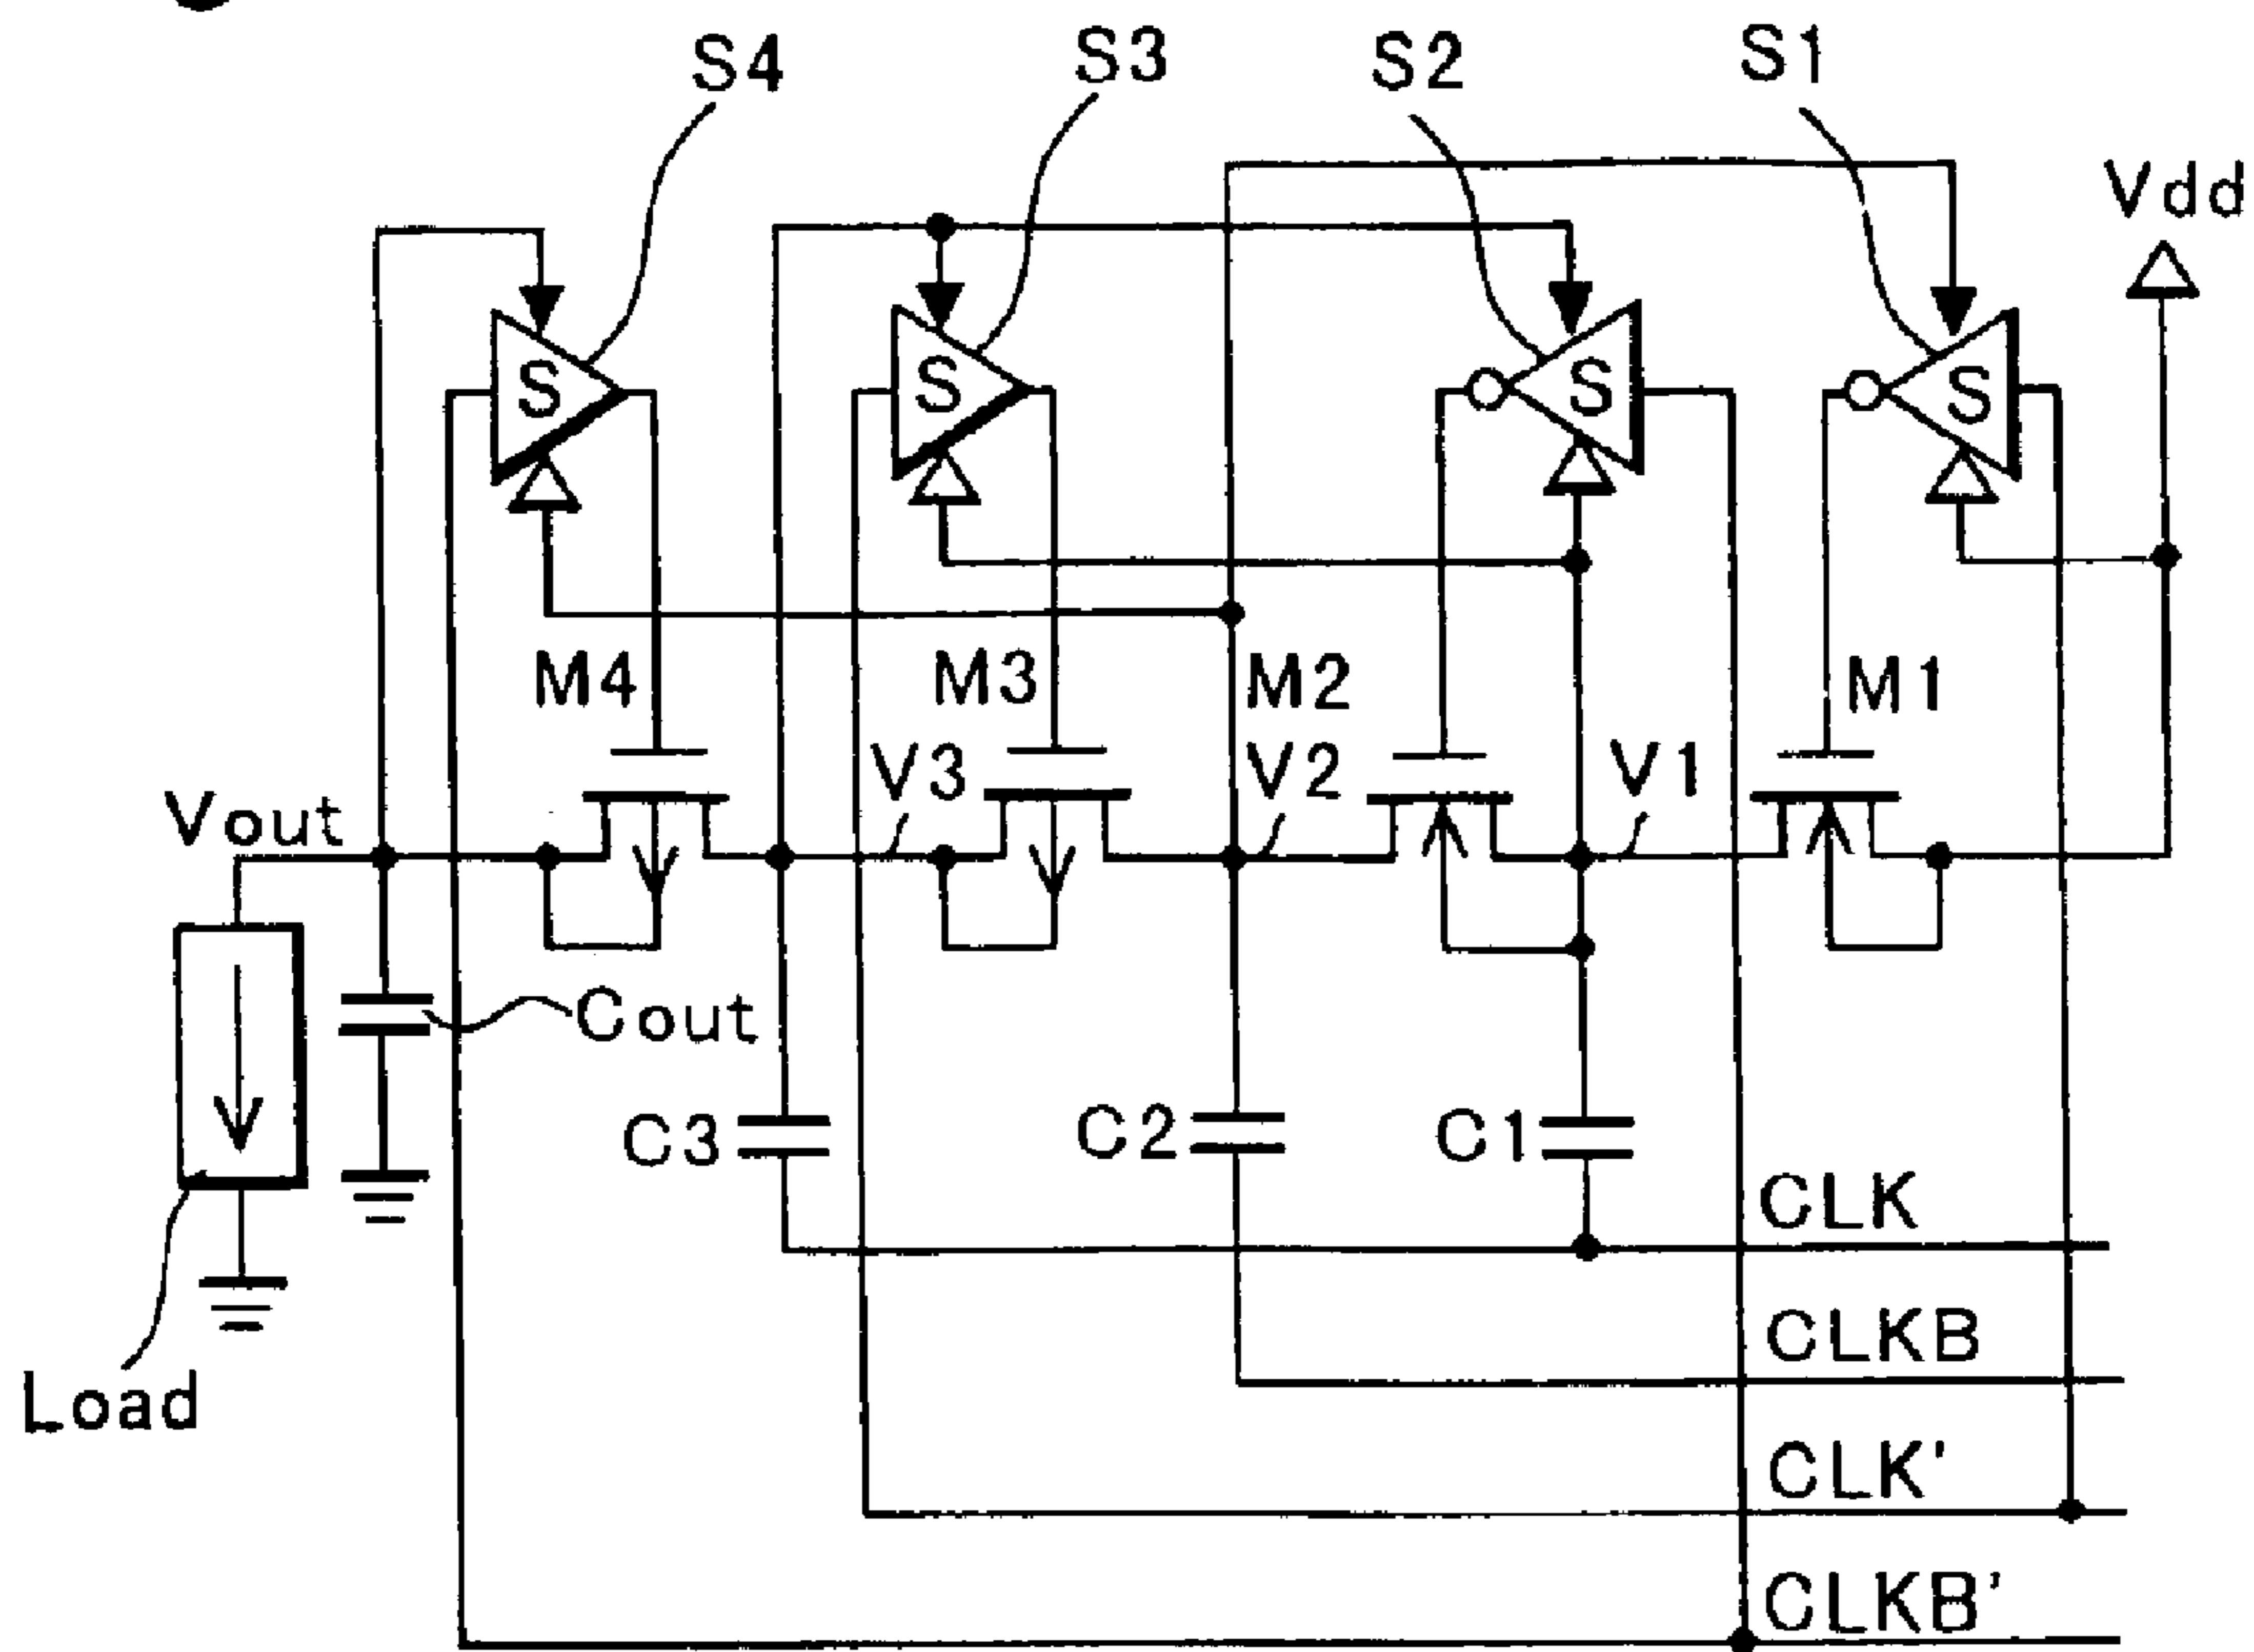 S4 S3 S2 S1
Vdd
S S S S
M4 M3 M2 M1
Vout V3 V2 V1
Cout
C3 C2 C1
CLK
CLKB
Load
CLK'
CLKB'